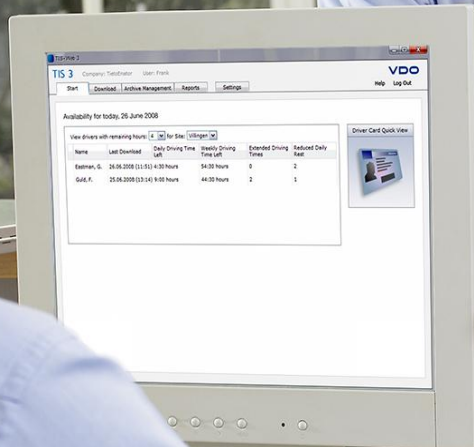 TIS-Web 3
TIS 3 Company: TietoEnator User: Frank VDO
Start Download Archive Management Reports Settings Help Log Out
Availability for today, 26 June 2008
View drivers with remaining hours: 4 for Site: Villingen
Name Last Download Daily Driving Time Left Weekly Driving Time Left Extended Driving Times Reduced Daily Rest
Eastman, G. 26.06.2008 (11:51) 4:30 hours 54:00 hours 0 2
Guld, F. 25.06.2008 (13:14) 9:00 hours 44:30 hours 2 1
Driver Card Quick View